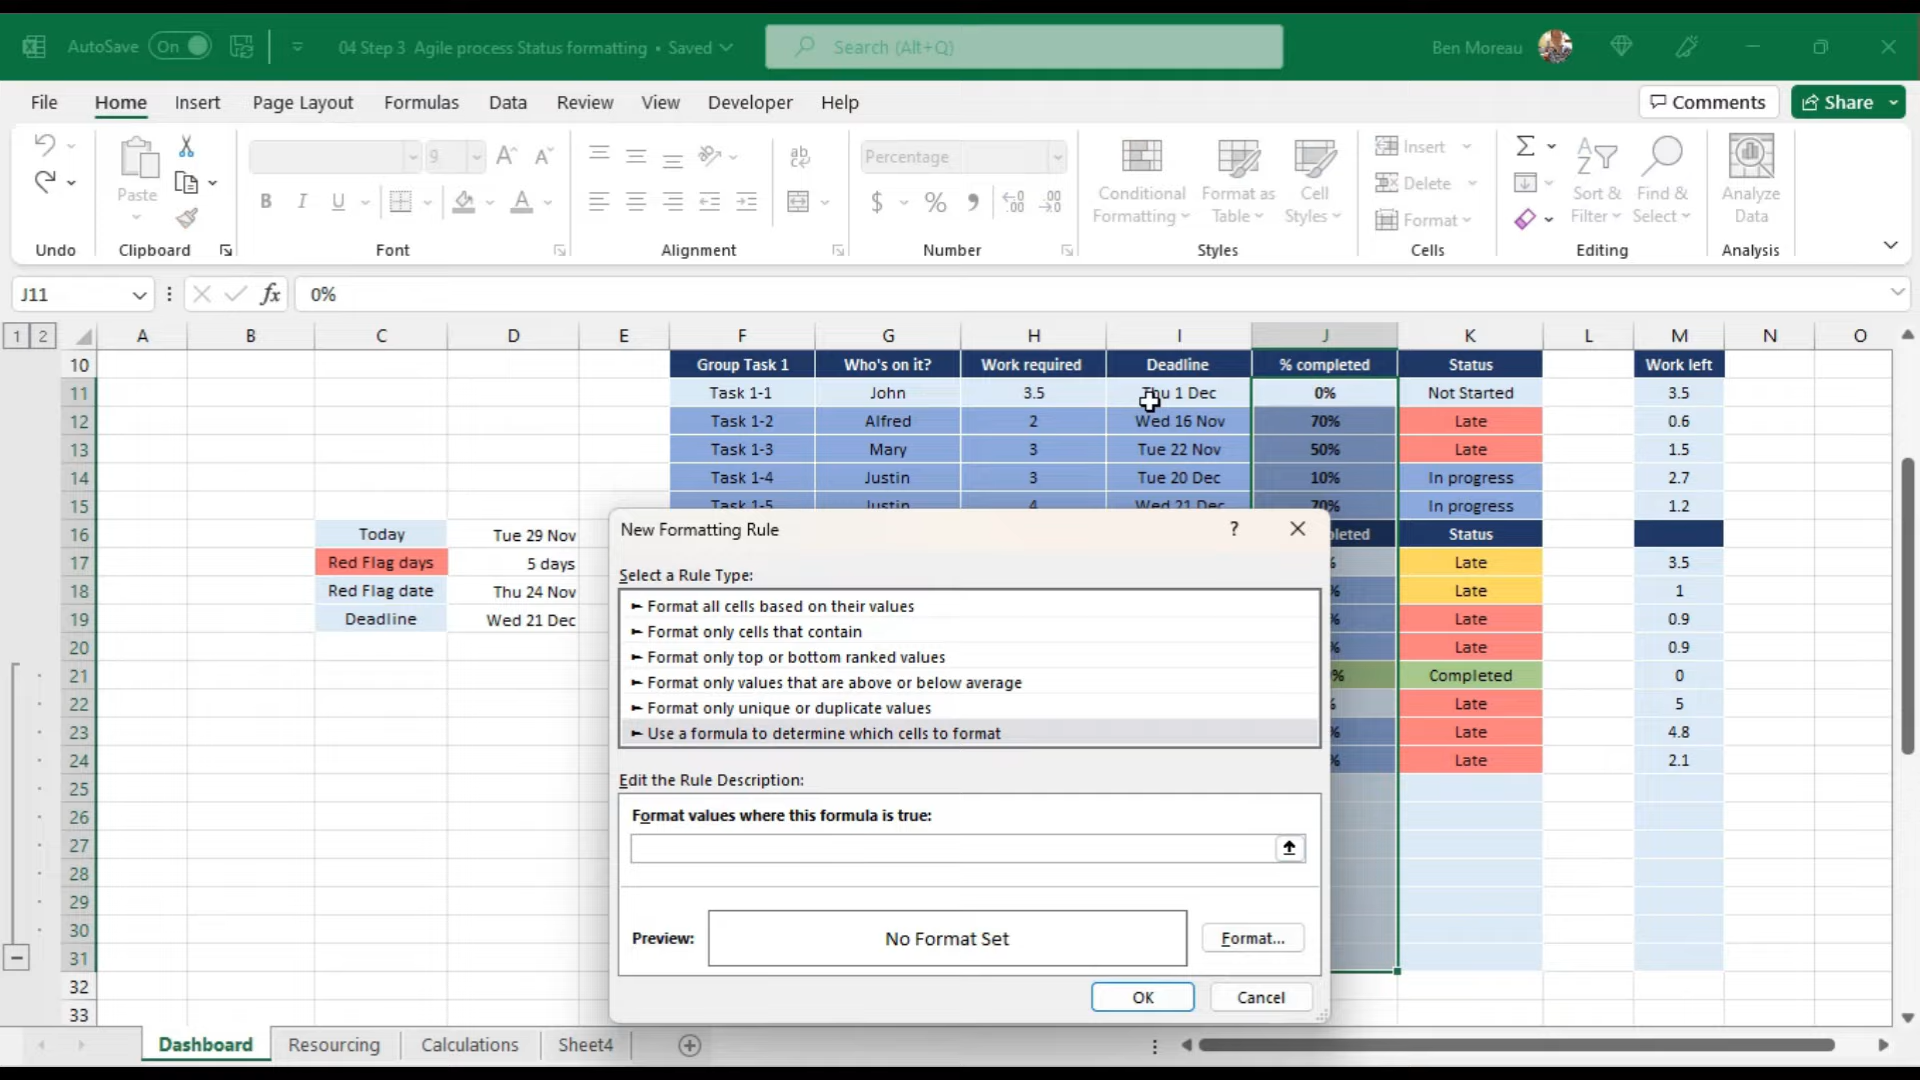 AutoSave On 04 Step 3 Agile process Status formatting • Saved Search (Alt+Q) Ben Moreau
File Home Insert Page Layout Formulas Data Review View Developer Help Comments Share
Paste 9 Percentage Conditional Formatting Format as Table Cell Styles Insert Delete Format Sort & Filter Find & Select Analyze Data
Undo Clipboard Font Alignment Number Styles Cells Editing Analysis
J11 fx 0%
1 2 A B C D E F G H I J K L M N O
10 Group Task 1 Who's on it? Work required Deadline % completed Status Work left
11 Task 1-1 John 3.5 Thu 1 Dec 0% Not Started 3.5
12 Task 1-2 Alfred 2 Wed 16 Nov 70% Late 0.6
13 Task 1-3 Mary 3 Tue 22 Nov 50% Late 1.5
14 Task 1-4 Justin 3 Tue 20 Dec 10% In progress 2.7
15 Task 1-5 Justin 4 Wed 21 Dec 70% In progress 1.2
16 Today Tue 29 Nov Status
17 Red Flag days 5 days Late 3.5
18 Red Flag date Thu 24 Nov Late 1
19 Deadline Wed 21 Dec Late 0.9
20 Late 0.9
21 Completed 0
22 Late 5
23 Late 4.8
24 Late 2.1
25
26
27
28
29
30
31
32
33
New Formatting Rule ?
Select a Rule Type:
► Format all cells based on their values
► Format only cells that contain
► Format only top or bottom ranked values
► Format only values that are above or below average
► Format only unique or duplicate values
► Use a formula to determine which cells to format
Edit the Rule Description:
Format values where this formula is true:
Preview: No Format Set Format...
OK Cancel
Dashboard Resourcing Calculations Sheet4